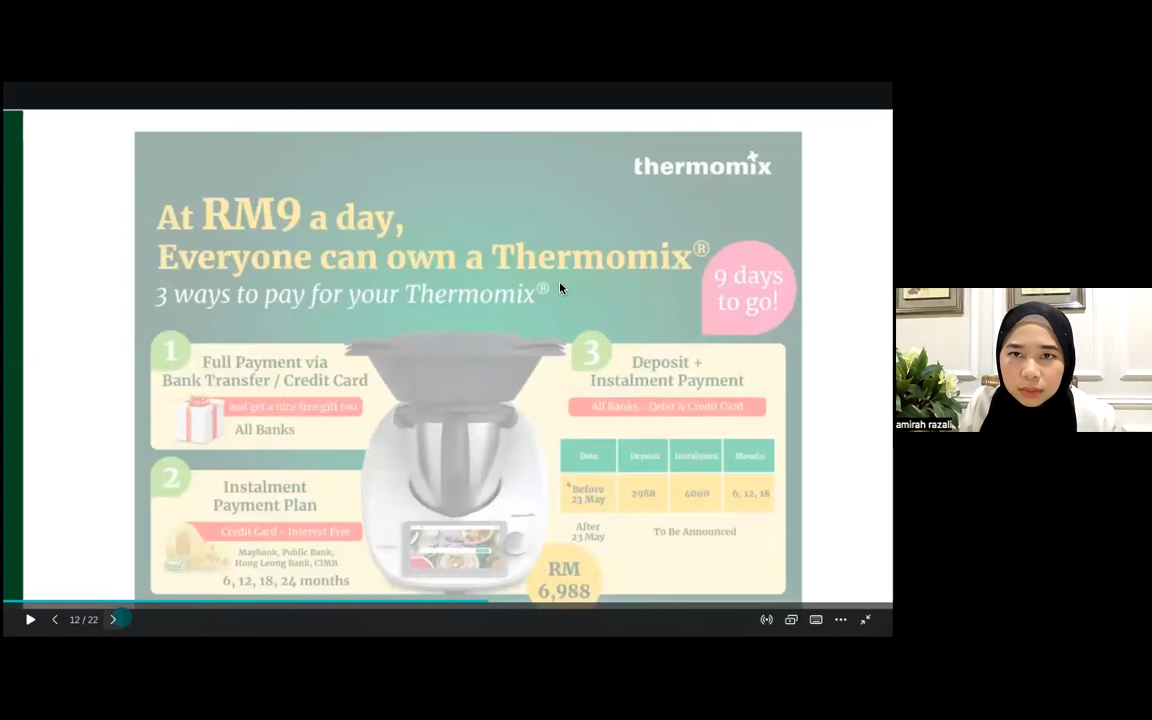 thermomix
At RM9 a day,
Everyone can own a Thermomix®
3 ways to pay for your Thermomix®
9 days
to go!
1
Full Payment via
Bank Transfer / Credit Card
and get a nice free gift too
All Banks
2
Instalment
Payment Plan
Credit Card - Interest Free
Maybank, Public Bank,
Hong Leong Bank, CIMB
6, 12, 18, 24 months
RM
6,988
3
Deposit +
Instalment Payment
All Banks - Debit & Credit Card
Date Deposit Instalment Months
*Before
23 May 2988 4000 6, 12, 18
After
23 May To Be Announced
amirah razali
12 / 22